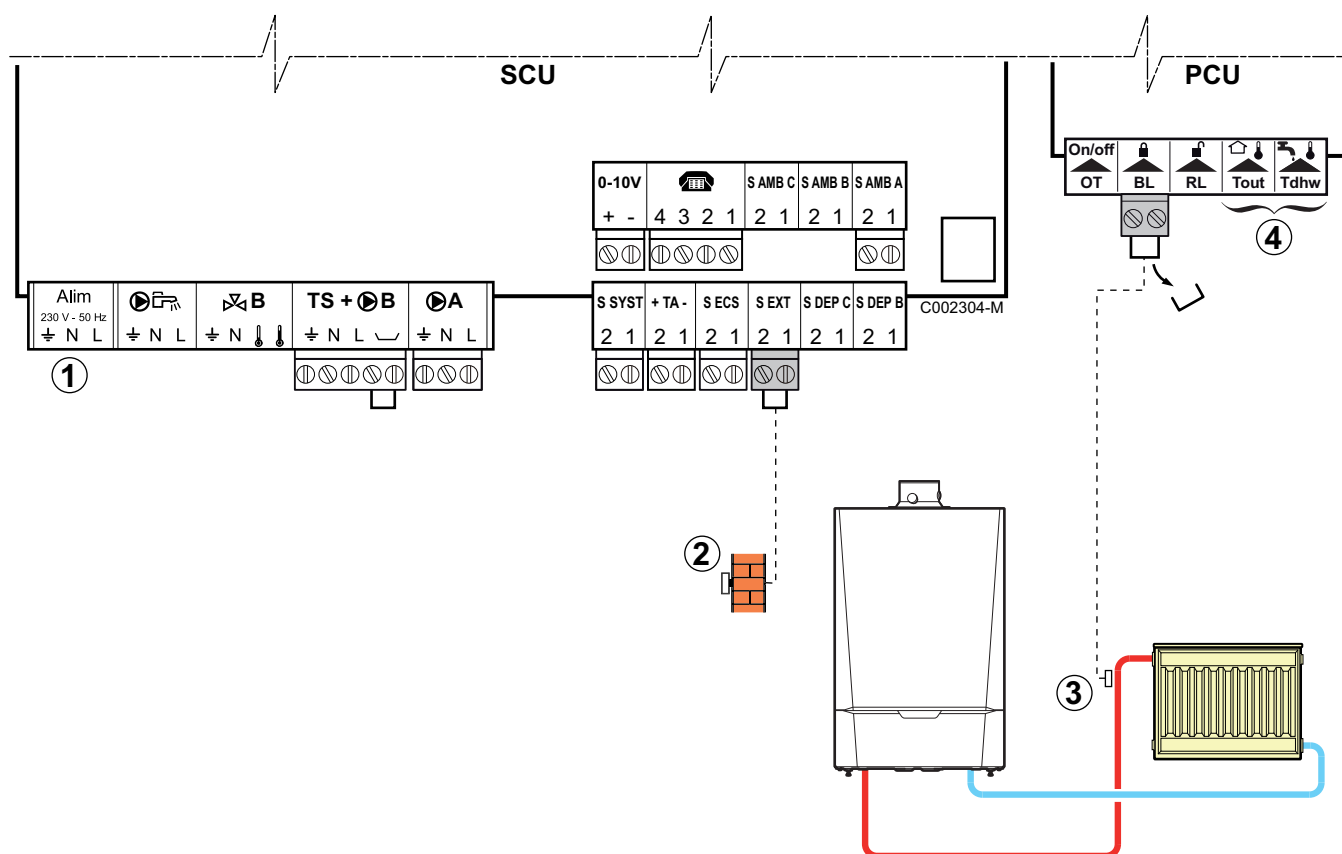 SCU
PCU
On/off
OT BL RL Tout Tdhw
4
0-10V S AMB C S AMB B S AMB A
+ - 4 3 2 1 2 1 2 1 2 1
C002304-M
Alim
230 V - 50 Hz
N L
N L
B
N
TS + B
N L
A
N L
S SYST + TA - S ECS S EXT S DEP C S DEP B
2 1 2 1 2 1 2 1 2 1 2 1
1
2
3